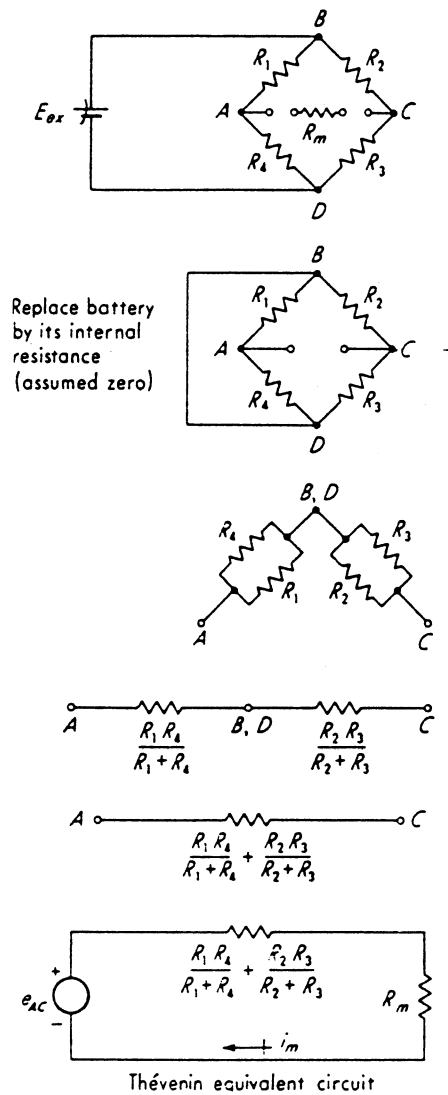 B
R1 R2
Eex A Rm C
R4 R3
D
B
Replace battery
by its internal
resistance
(assumed zero)
R1 R2
A C
R4 R3
D
B, D
R4 R3
R1 R2
A C
A B, D C
R1 R4 / R1 + R4 R2 R3 / R2 + R3
A C
R1 R4 / R1 + R4 + R2 R3 / R2 + R3
+
eAC
−
R1 R4 / R1 + R4 + R2 R3 / R2 + R3
Rm
im
Thévenin equivalent circuit